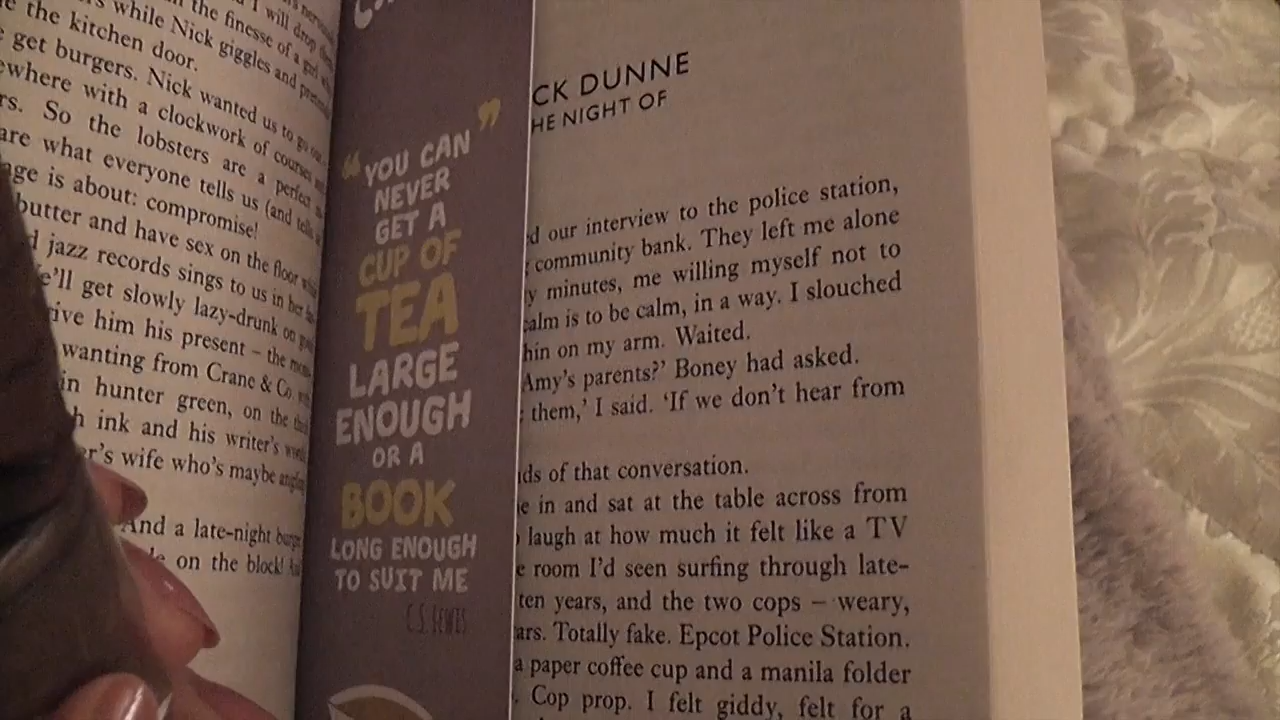 I will drop
the finesse of a girl
while Nick giggles and
the kitchen door.
get burgers. Nick wanted us to go out
with a clockwork of courses
So the lobsters are a perfect
are what everyone tells us (and tells
is about: compromise!
butter and have sex on the floor
jazz records sings to us in her
We'll get slowly lazy-drunk on
him his present – the
wanting from Crane & Co.
in hunter green, on the
ink and his writer's
wife who's maybe
And a late-night
on the block!
"YOU CAN
NEVER
GET A
CUP OF
TEA
LARGE
ENOUGH
OR A
BOOK
LONG ENOUGH
TO SUIT ME"
C.S. LEWIS
CK DUNNE
HE NIGHT OF
d our interview to the police station,
community bank. They left me alone
y minutes, me willing myself not to
calm is to be calm, in a way. I slouched
hin on my arm. Waited.
Amy's parents?' Boney had asked.
them,' I said. 'If we don't hear from
ds of that conversation.
e in and sat at the table across from
laugh at how much it felt like a TV
e room I'd seen surfing through late-
ten years, and the two cops – weary,
ars. Totally fake. Epcot Police Station.
a paper coffee cup and a manila folder
Cop prop. I felt giddy, felt for a